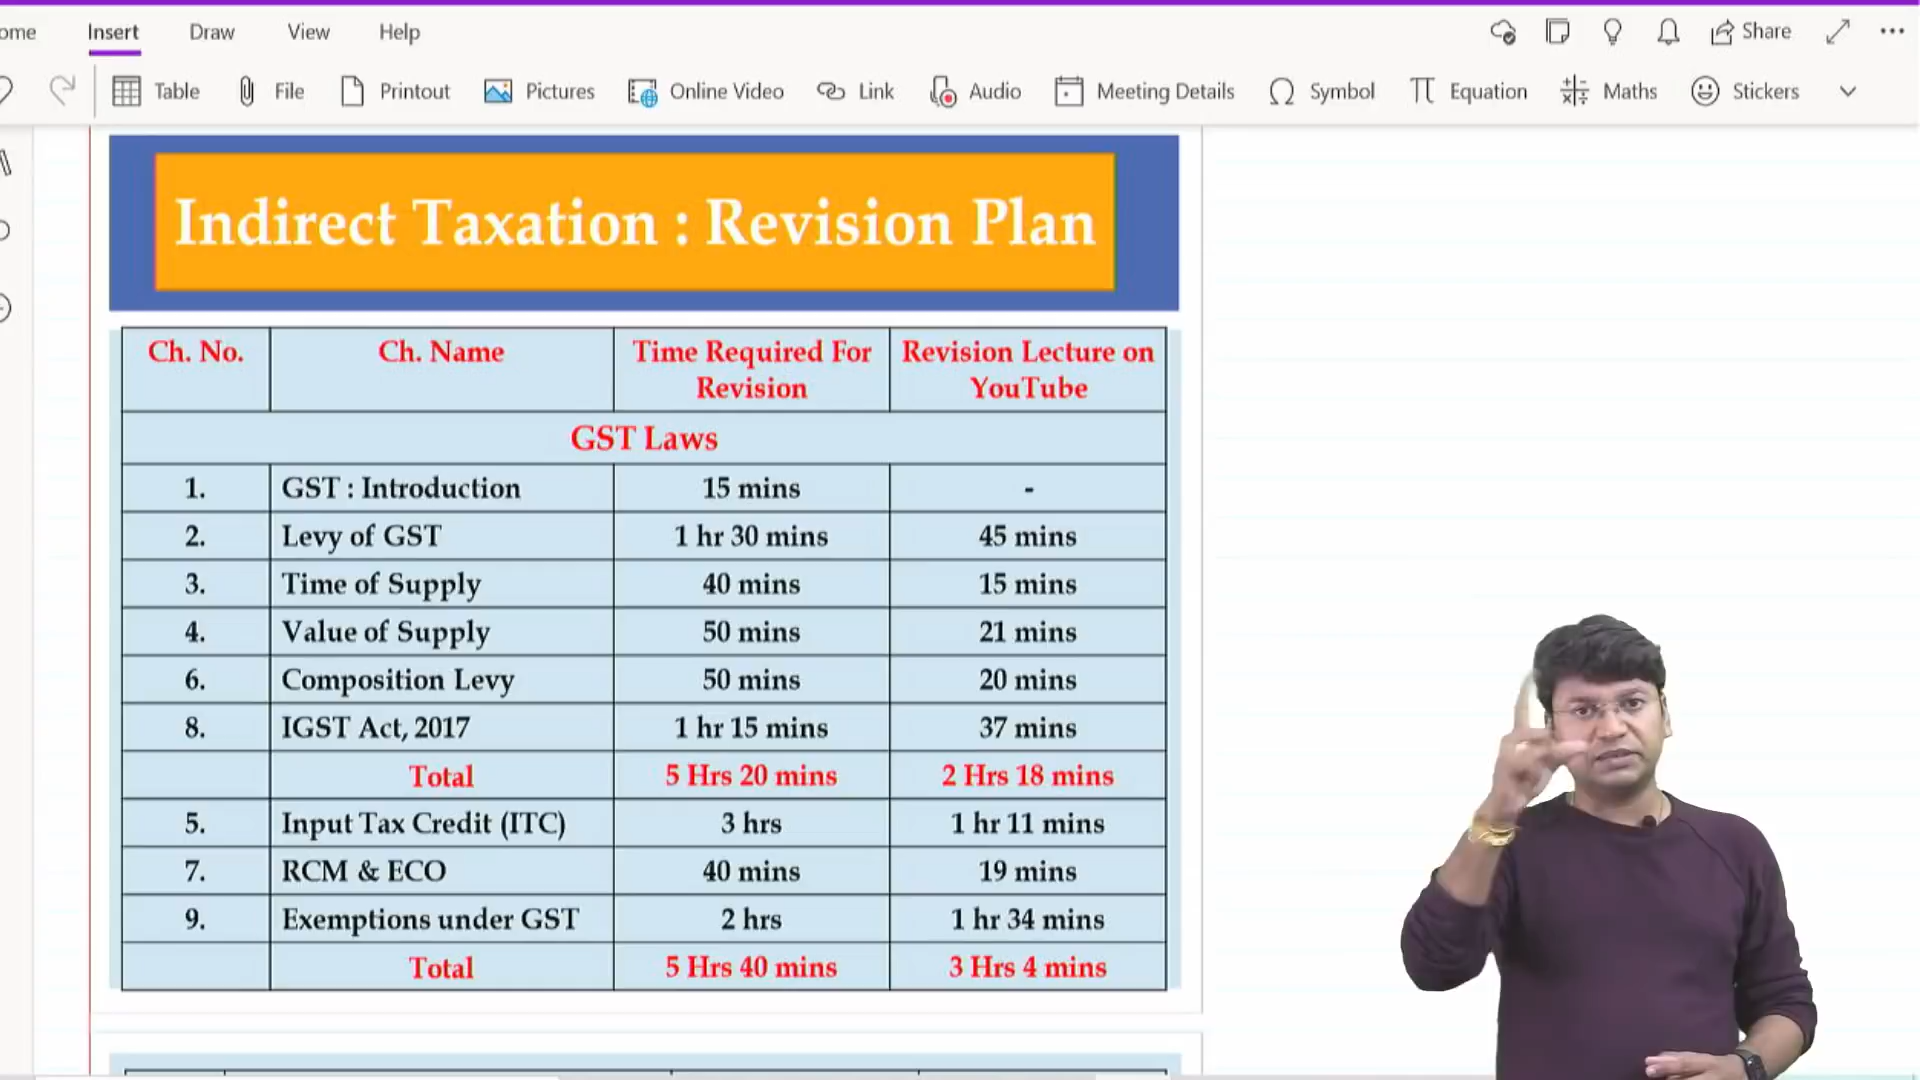 ome Insert Draw View Help Share
Table File Printout Pictures Online Video Link Audio Meeting Details Symbol Equation Maths Stickers
Indirect Taxation : Revision Plan
Ch. No. Ch. Name Time Required For Revision Revision Lecture on YouTube
GST Laws
1. GST : Introduction 15 mins -
2. Levy of GST 1 hr 30 mins 45 mins
3. Time of Supply 40 mins 15 mins
4. Value of Supply 50 mins 21 mins
6. Composition Levy 50 mins 20 mins
8. IGST Act, 2017 1 hr 15 mins 37 mins
Total 5 Hrs 20 mins 2 Hrs 18 mins
5. Input Tax Credit (ITC) 3 hrs 1 hr 11 mins
7. RCM & ECO 40 mins 19 mins
9. Exemptions under GST 2 hrs 1 hr 34 mins
Total 5 Hrs 40 mins 3 Hrs 4 mins